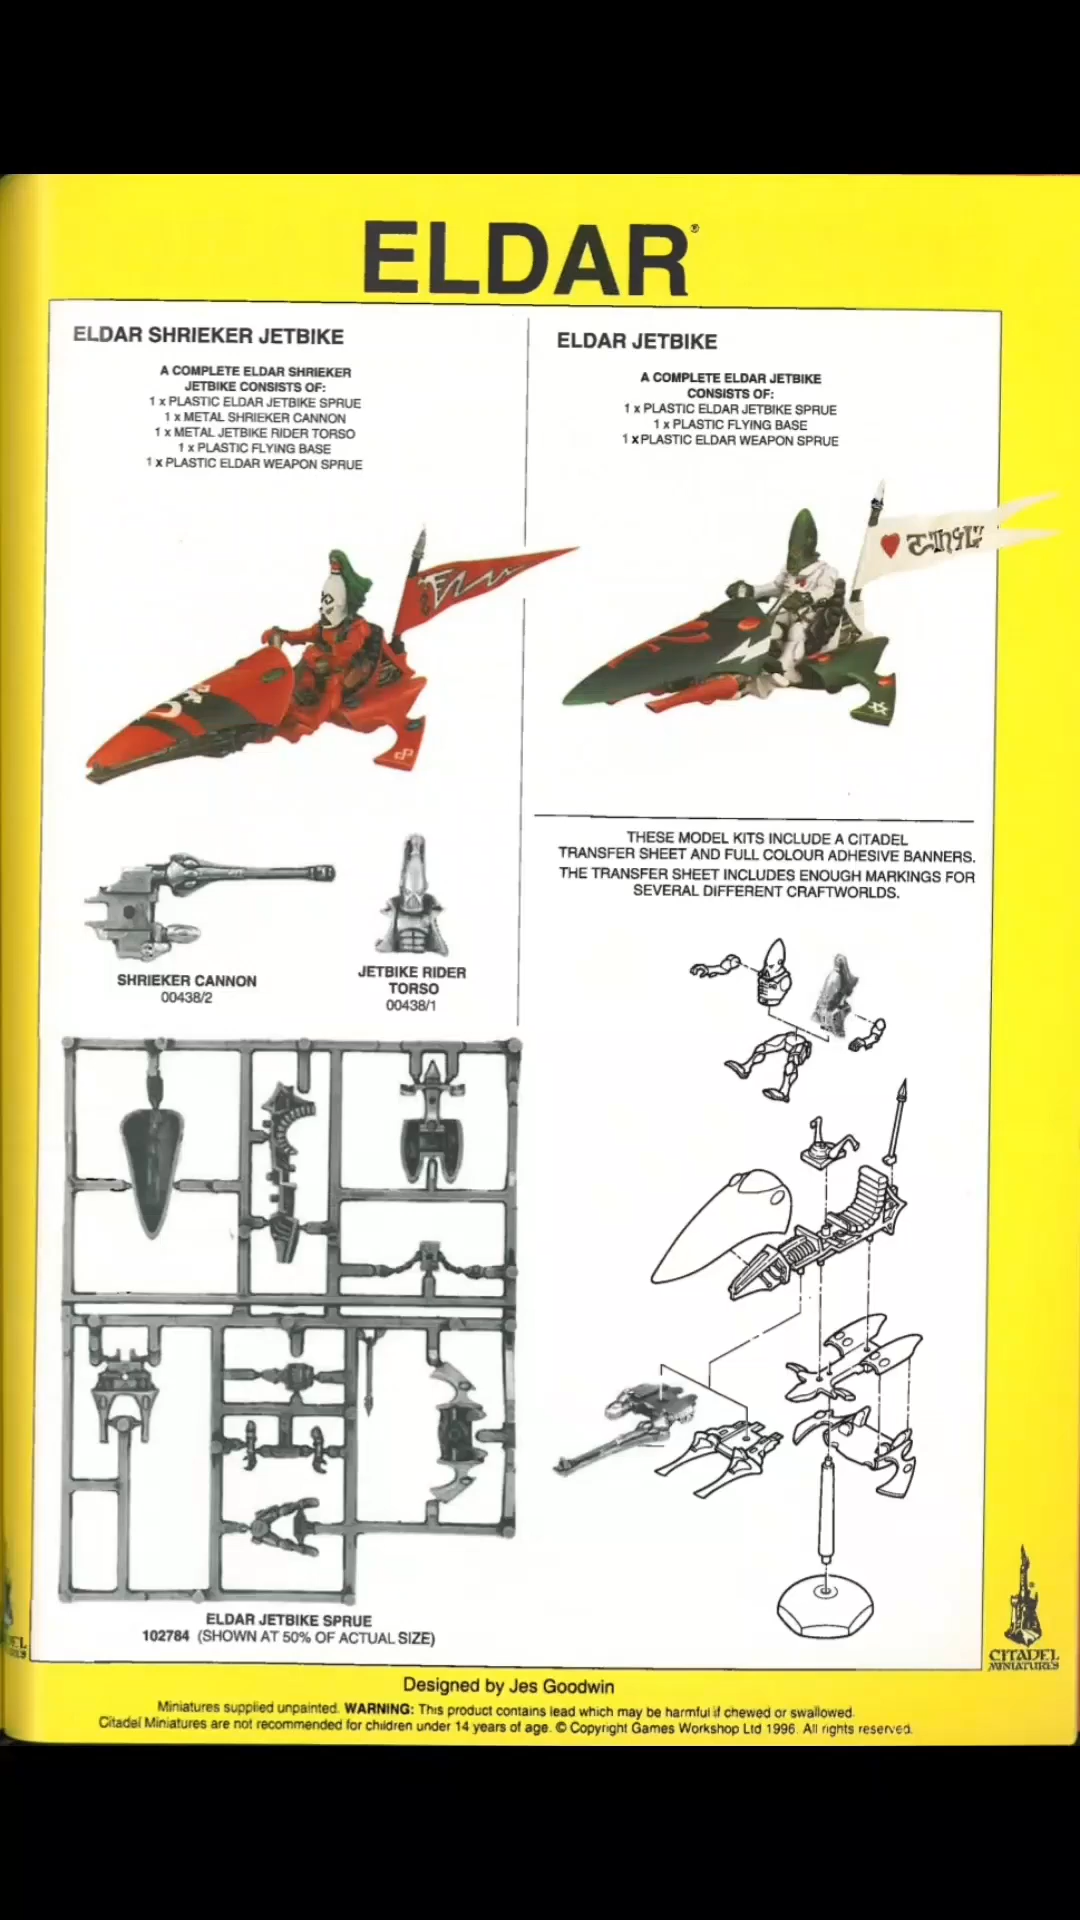 ELDAR®
ELDAR SHRIEKER JETBIKE
A COMPLETE ELDAR SHRIEKER
JETBIKE CONSISTS OF:
1 x PLASTIC ELDAR JETBIKE SPRUE
1 x METAL SHRIEKER CANNON
1 x METAL JETBIKE RIDER TORSO
1 x PLASTIC FLYING BASE
1 x PLASTIC ELDAR WEAPON SPRUE
ELDAR JETBIKE
A COMPLETE ELDAR JETBIKE
CONSISTS OF:
1 x PLASTIC ELDAR JETBIKE SPRUE
1 x PLASTIC FLYING BASE
1 x PLASTIC ELDAR WEAPON SPRUE
SHRIEKER CANNON
00438/2
JETBIKE RIDER
TORSO
00438/1
THESE MODEL KITS INCLUDE A CITADEL
TRANSFER SHEET AND FULL COLOUR ADHESIVE BANNERS.
THE TRANSFER SHEET INCLUDES ENOUGH MARKINGS FOR
SEVERAL DIFFERENT CRAFTWORLDS.
ELDAR JETBIKE SPRUE
102784 (SHOWN AT 50% OF ACTUAL SIZE)
CITADEL
MINIATURES
Designed by Jes Goodwin
Miniatures supplied unpainted. WARNING: This product contains lead which may be harmful if chewed or swallowed.
Citadel Miniatures are not recommended for children under 14 years of age. © Copyright Games Workshop Ltd 1996. All rights reserved.